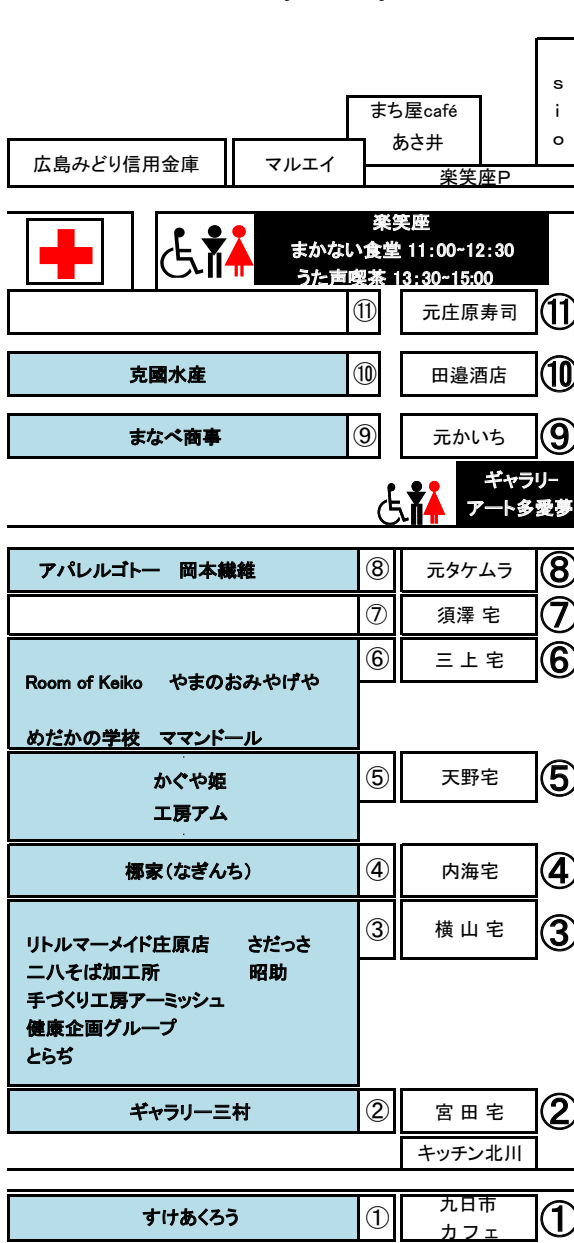 s
i
o
まち屋café
あさ井
広島みどり信用金庫
マルエイ
楽笑座P
楽笑座
まかない食堂 11:00~12:30
うた声喫茶 13:30~15:00
⑪ 元庄原寿司 ⑪
克國水産 ⑩ 田邉酒店 ⑩
まなべ商事 ⑨ 元かいち ⑨
ギャラリー
アート多愛夢
アパレルゴトー 岡本繊維 ⑧ 元タケムラ ⑧
⑦ 須澤 宅 ⑦
⑥ 三 上 宅 ⑥
Room of Keiko やまのおみやげや
めだかの学校 ママンドール
かぐや姫 ⑤ 天野宅 ⑤
工房アム
梛家(なぎんち) ④ 内海宅 ④
③ 横 山 宅 ③
リトルマーメイド庄原店 さだっさ
二八そば加工所 昭助
手づくり工房アーミッシュ
健康企画グループ
とらぢ
ギャラリー三村 ② 宮 田 宅 ②
キッチン北川
すけあくろう ① 九日市 ①
カフェ